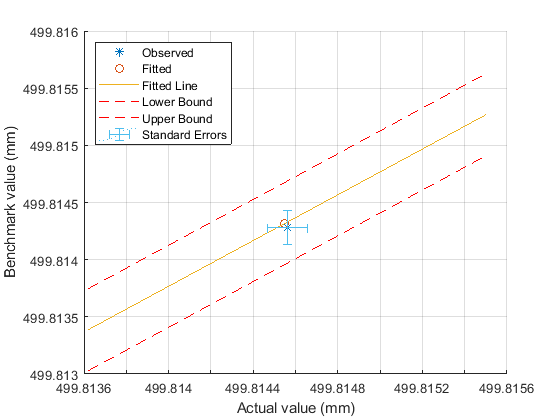 499.816
499.8155
499.815
499.8145
499.814
499.8135
499.813
Benchmark value (mm)
Observed
Fitted
Fitted Line
Lower Bound
Upper Bound
Standard Errors
499.8136 499.814 499.8144 499.8148 499.8152 499.8156
Actual value (mm)